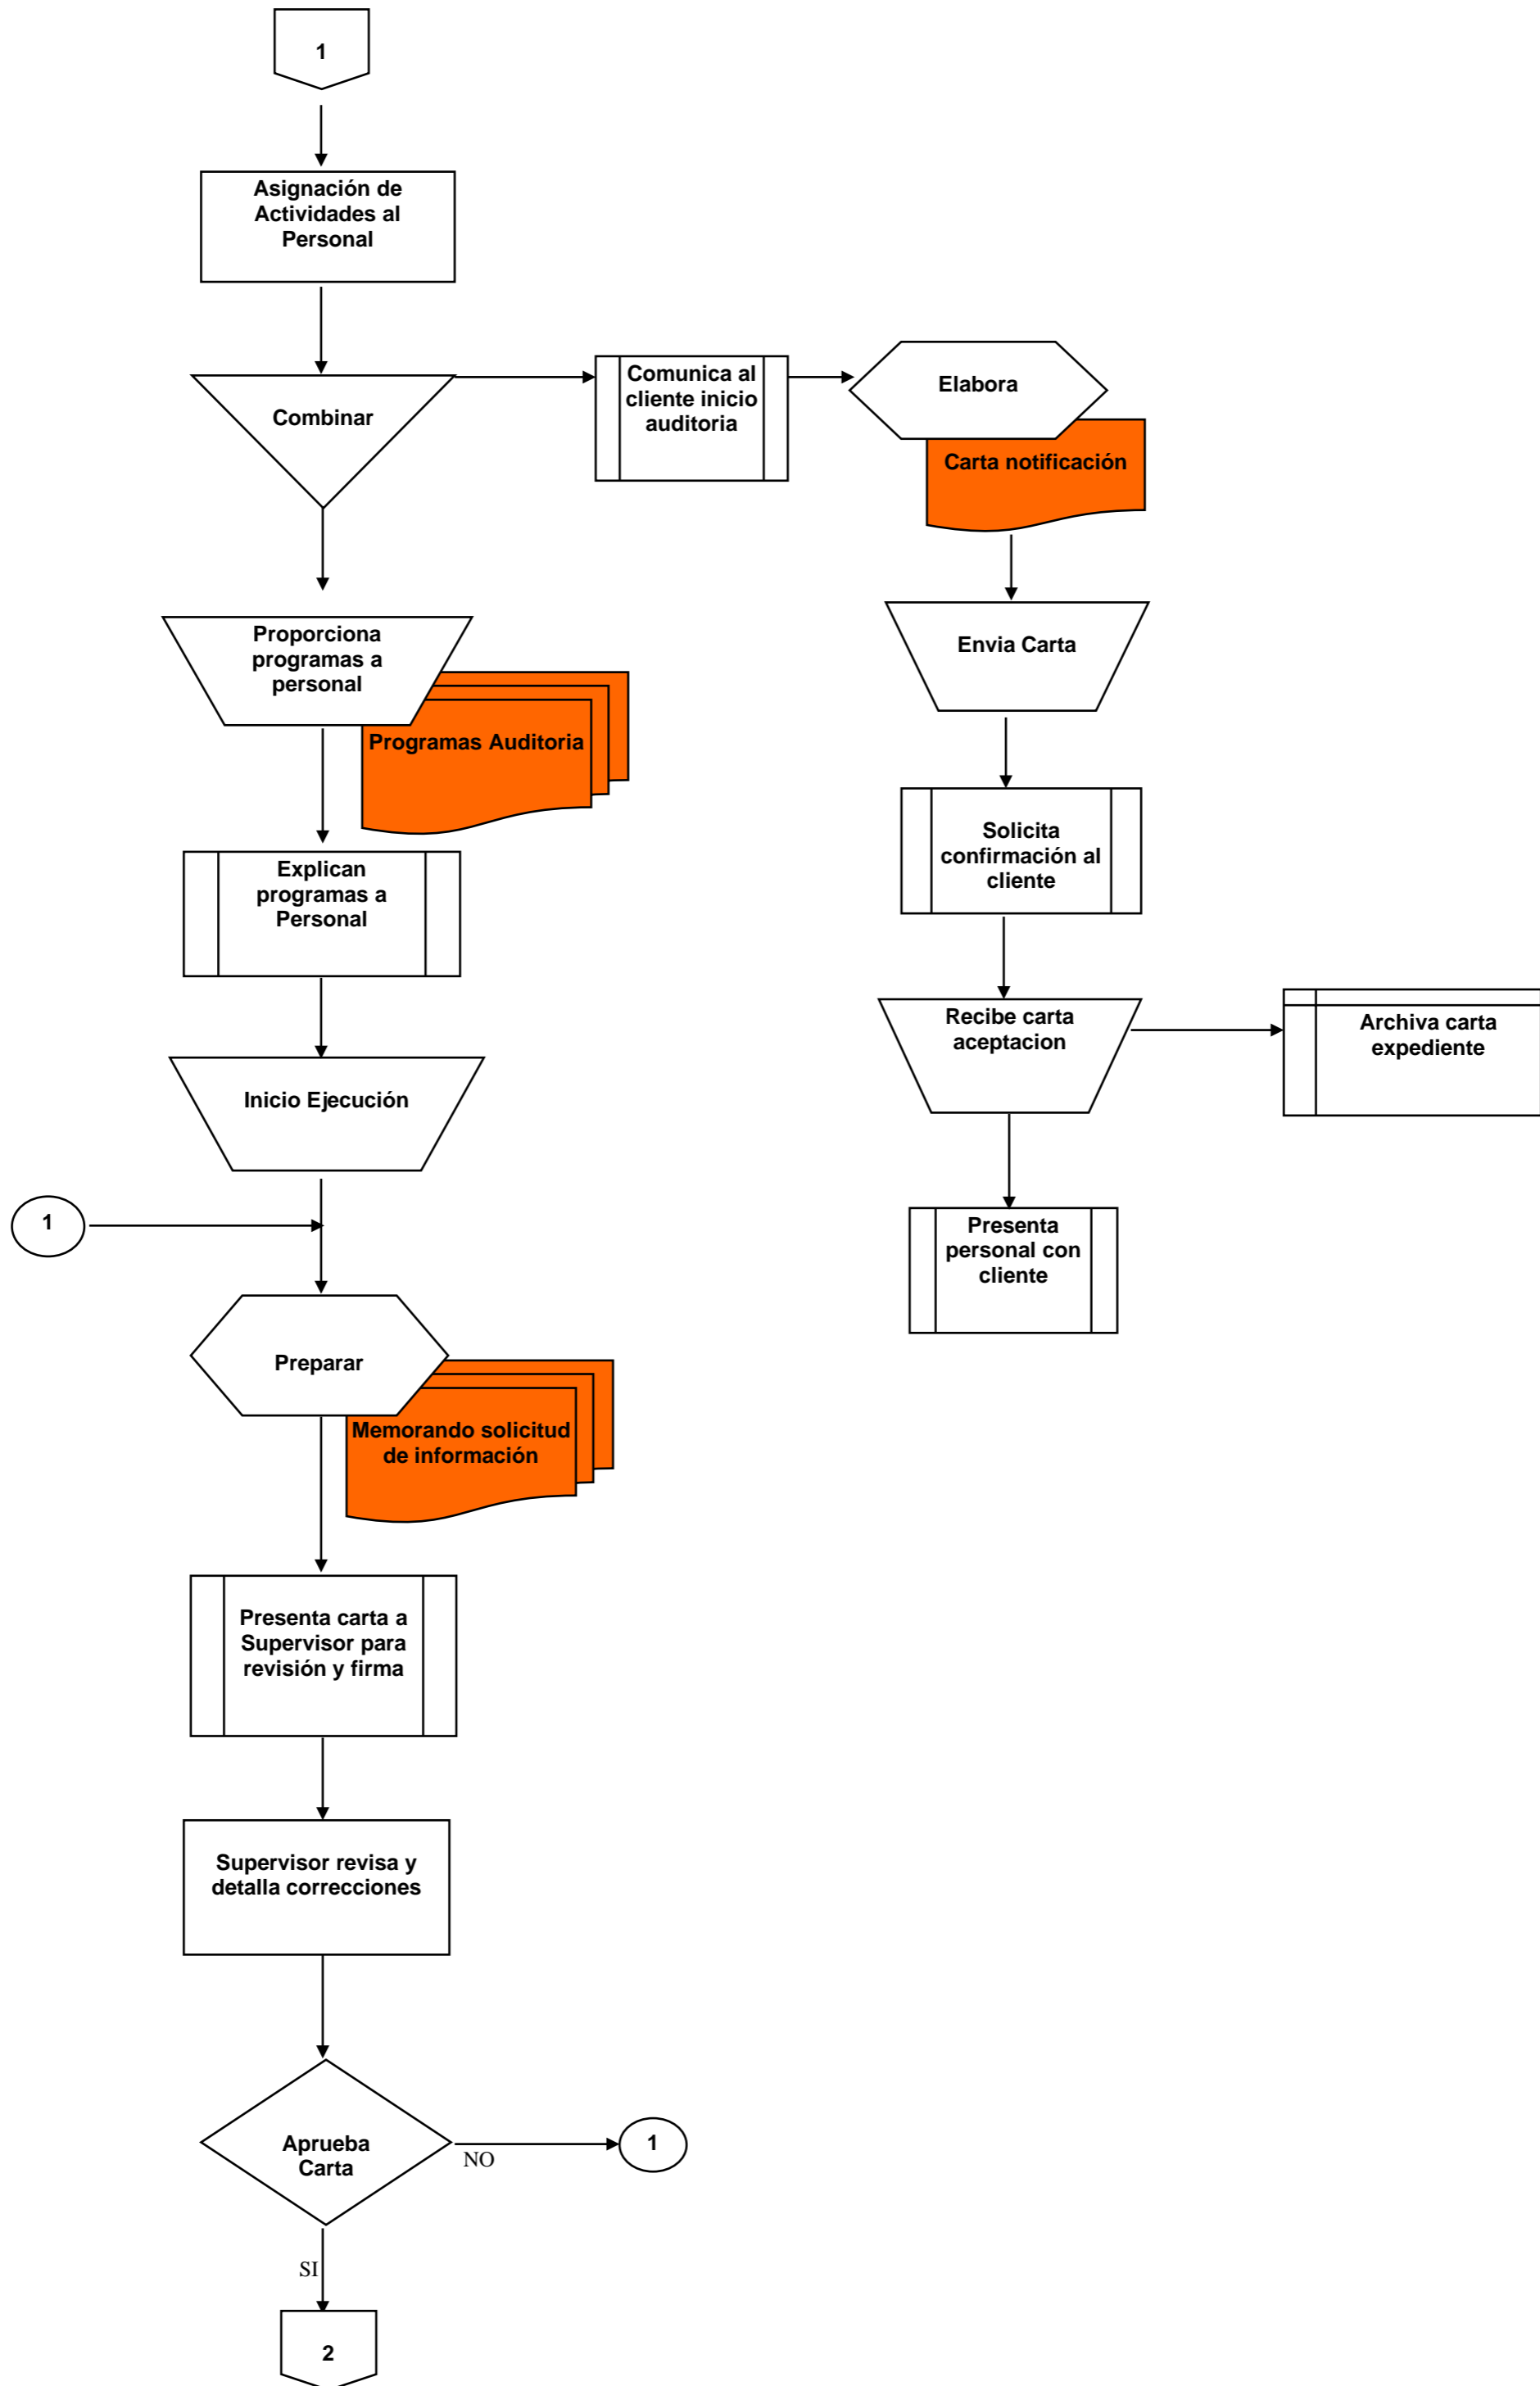 1
Asignación de
Actividades al
Personal
Combinar
Comunica al
cliente inicio
auditoria
Elabora
Carta notificación
Proporciona
programas a
personal
Programas Auditoria
Envia Carta
Explican
programas a
Personal
Solicita
confirmación al
cliente
Inicio Ejecución
Recibe carta
aceptacion
Archiva carta
expediente
1
Presenta
personal con
cliente
Preparar
Memorando solicitud
de información
Presenta carta a
Supervisor para
revisión y firma
Supervisor revisa y
detalla correcciones
Aprueba
Carta
NO
1
SI
2